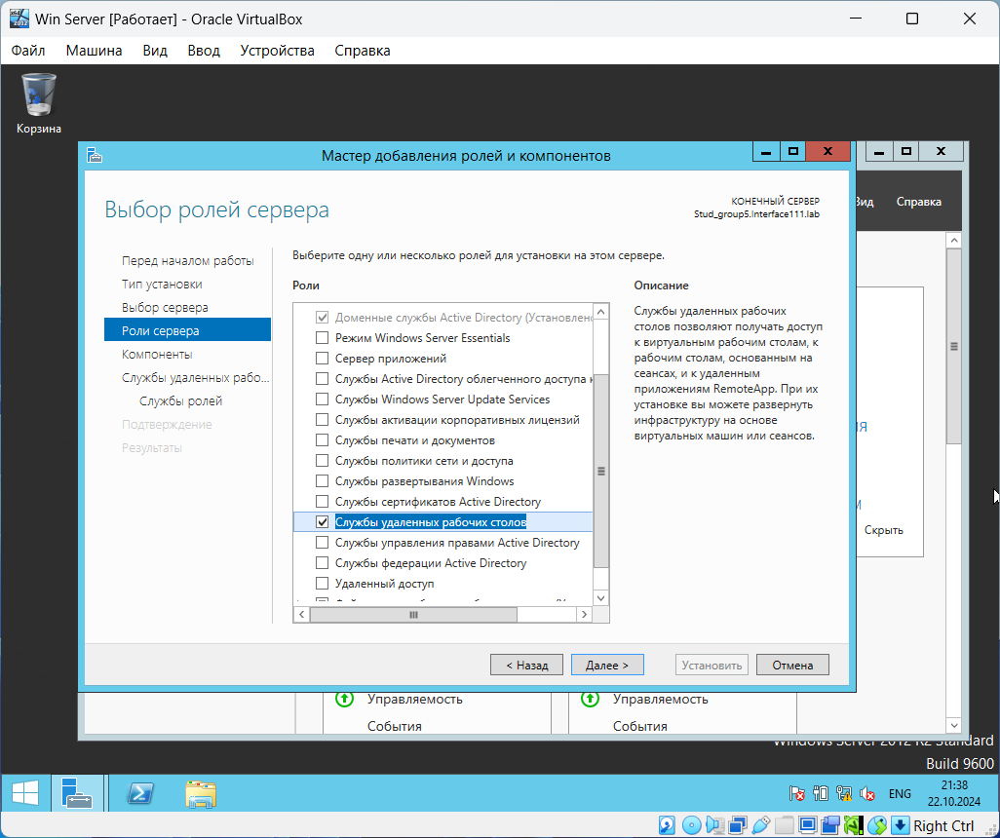 Win Server [Работает] - Oracle VirtualBox
Файл Машина Вид Ввод Устройства Справка
Корзина
Мастер добавления ролей и компонентов
Вид Справка
Выбор ролей сервера
КОНЕЧНЫЙ СЕРВЕР
Stud_group5.Interface111.lab
Перед началом работы
Тип установки
Выбор сервера
Роли сервера
Компоненты
Службы удаленных рабо...
Службы ролей
Подтверждение
Результаты
Выберите одну или несколько ролей для установки на этом сервере.
Роли
Доменные службы Active Directory (Установлено
Режим Windows Server Essentials
Сервер приложений
Службы Active Directory облегченного доступа к
Службы Windows Server Update Services
Службы активации корпоративных лицензий
Службы печати и документов
Службы политики сети и доступа
Службы развертывания Windows
Службы сертификатов Active Directory
Службы удаленных рабочих столов
Службы управления правами Active Directory
Службы федерации Active Directory
Удаленный доступ
Описание
Службы удаленных рабочих
столов позволяют получать доступ
к виртуальным рабочим столам, к
рабочим столам, основанным на
сеансах, и к удаленным
приложениям RemoteApp. При их
установке вы можете развернуть
инфраструктуру на основе
виртуальных машин или сеансов.
Скрыть
< Назад Далее > Установить Отмена
Управляемость Управляемость
События События
Windows Server 2012 R2 Standard
Build 9600
ENG
21:38
22.10.2024
Right Ctrl